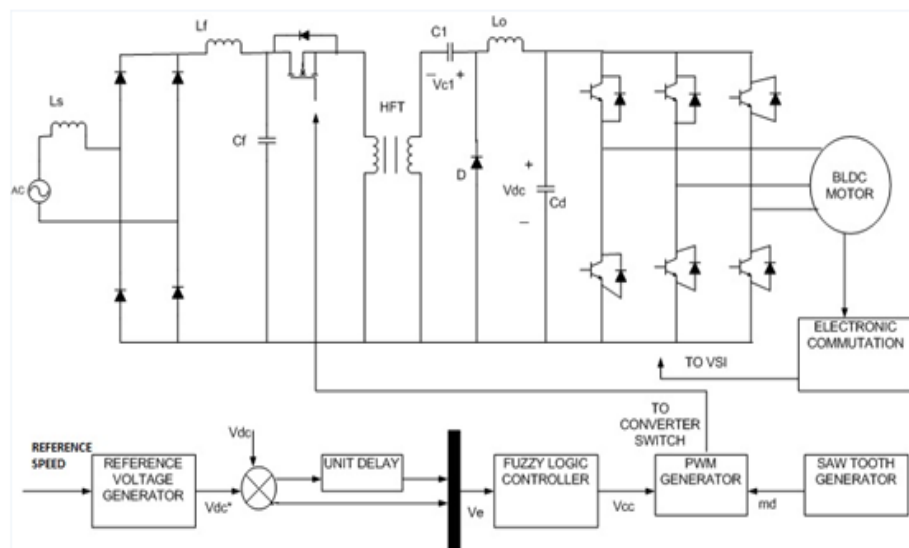 Lf
C1
Lo
Vc1
Ls
HFT
Cf
AC
D
Vdc
Cd
BLDC
MOTOR
ELECTRONIC
COMMUTATION
TO VSI
TO
CONVERTER
SWITCH
REFERENCE
SPEED
Vdc
REFERENCE
VOLTAGE
GENERATOR
Vdc*
UNIT DELAY
Ve
FUZZY LOGIC
CONTROLLER
Vcc
PWM
GENERATOR
md
SAW TOOTH
GENERATOR